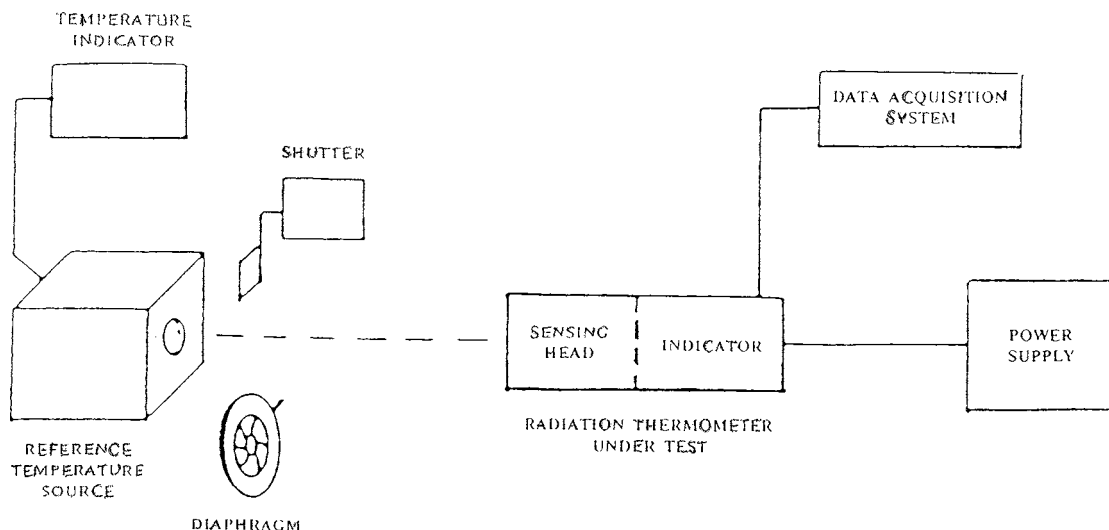 TEMPERATURE
INDICATOR
SHUTTER
DATA ACQUISITION
SYSTEM
SENSING
HEAD
INDICATOR
POWER
SUPPLY
RADIATION THERMOMETER
UNDER TEST
REFERENCE
TEMPERATURE
SOURCE
DIAPHRAGM